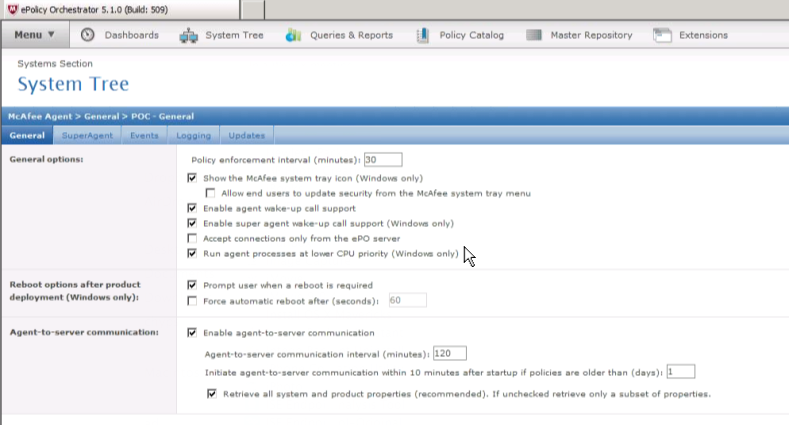 ePolicy Orchestrator 5.1.0 (Build: 509)
Menu ▼ Dashboards System Tree Queries & Reports Policy Catalog Master Repository Extensions
Systems Section
System Tree
McAfee Agent > General > POC - General
General SuperAgent Events Logging Updates
General options:
Policy enforcement interval (minutes): 30
Show the McAfee system tray icon (Windows only)
Allow end users to update security from the McAfee system tray menu
Enable agent wake-up call support
Enable super agent wake-up call support (Windows only)
Accept connections only from the ePO server
Run agent processes at lower CPU priority (Windows only)
Reboot options after product
deployment (Windows only):
Prompt user when a reboot is required
Force automatic reboot after (seconds): 60
Agent-to-server communication:
Enable agent-to-server communication
Agent-to-server communication interval (minutes): 120
Initiate agent-to-server communication within 10 minutes after startup if policies are older than (days): 1
Retrieve all system and product properties (recommended). If unchecked retrieve only a subset of properties.